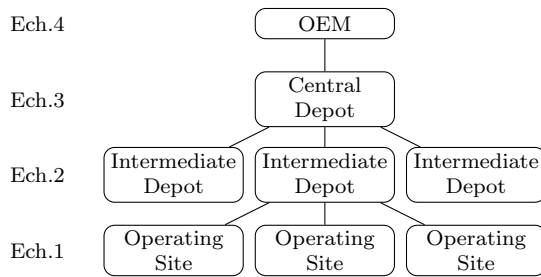 Ech.4 OEM
Ech.3 Central
Depot
Ech.2 Intermediate Intermediate Intermediate
Depot Depot Depot
Ech.1 Operating Operating Operating
Site Site Site